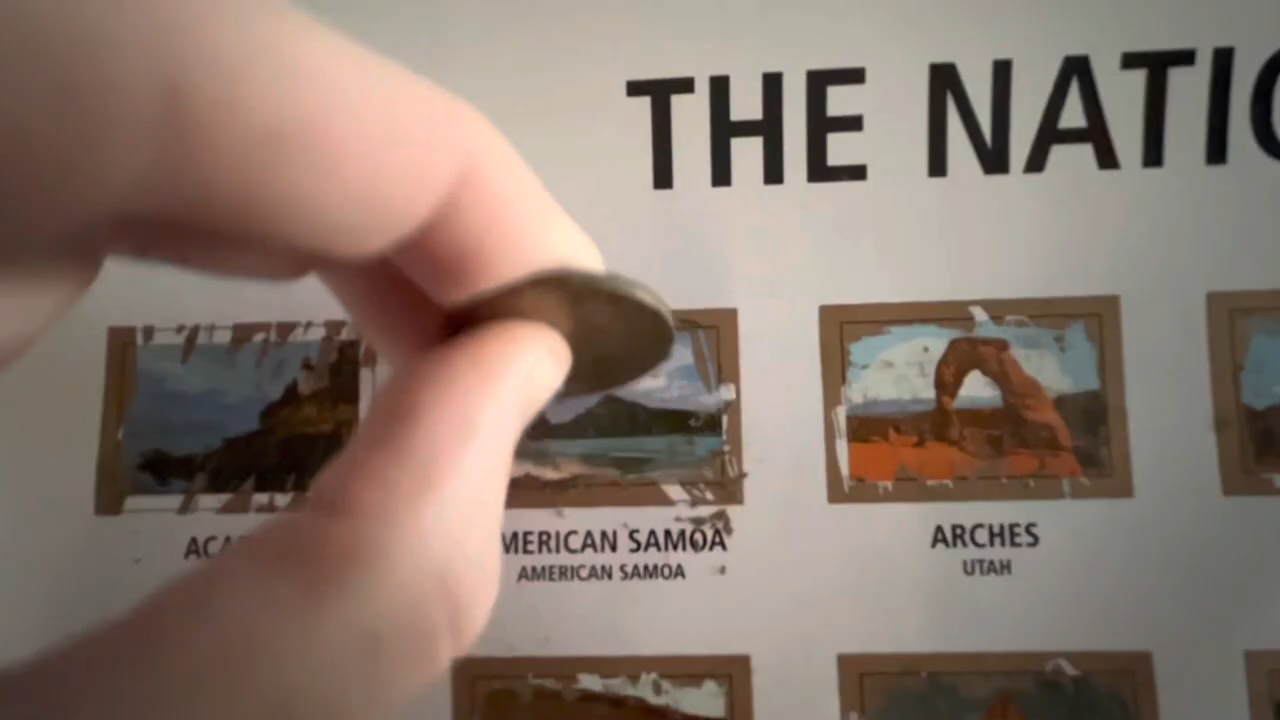 THE NATIO
ACA
MERICAN SAMOA
AMERICAN SAMOA
ARCHES
UTAH